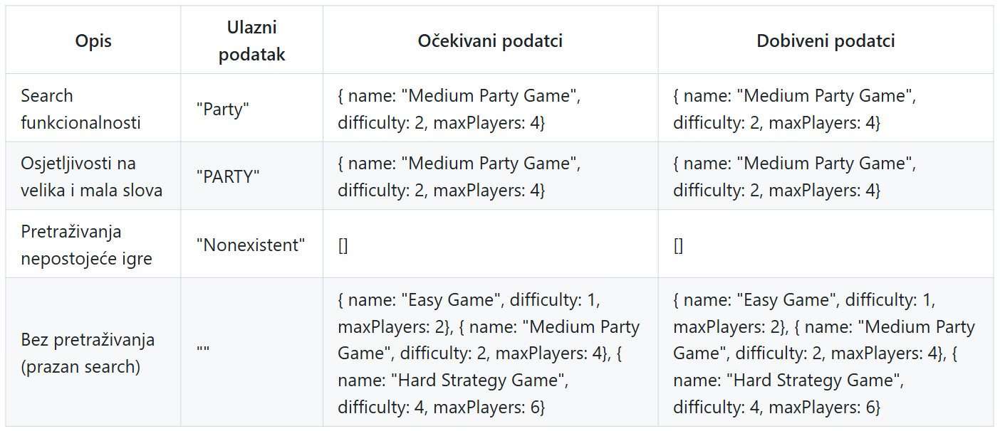 Opis
Ulazni
podatak
Očekivani podatci
Dobiveni podatci
Search
funkcionalnosti
"Party"
{ name: "Medium Party Game",
difficulty: 2, maxPlayers: 4}
{ name: "Medium Party Game",
difficulty: 2, maxPlayers: 4}
Osjetljivosti na
velika i mala slova
"PARTY"
{ name: "Medium Party Game",
difficulty: 2, maxPlayers: 4}
{ name: "Medium Party Game",
difficulty: 2, maxPlayers: 4}
Pretraživanja
nepostojeće igre
"Nonexistent"
[]
[]
Bez pretraživanja
(prazan search)
""
{ name: "Easy Game", difficulty: 1,
maxPlayers: 2}, { name: "Medium Party
Game", difficulty: 2, maxPlayers: 4}, {
name: "Hard Strategy Game",
difficulty: 4, maxPlayers: 6}
{ name: "Easy Game", difficulty: 1,
maxPlayers: 2}, { name: "Medium Party
Game", difficulty: 2, maxPlayers: 4}, {
name: "Hard Strategy Game",
difficulty: 4, maxPlayers: 6}